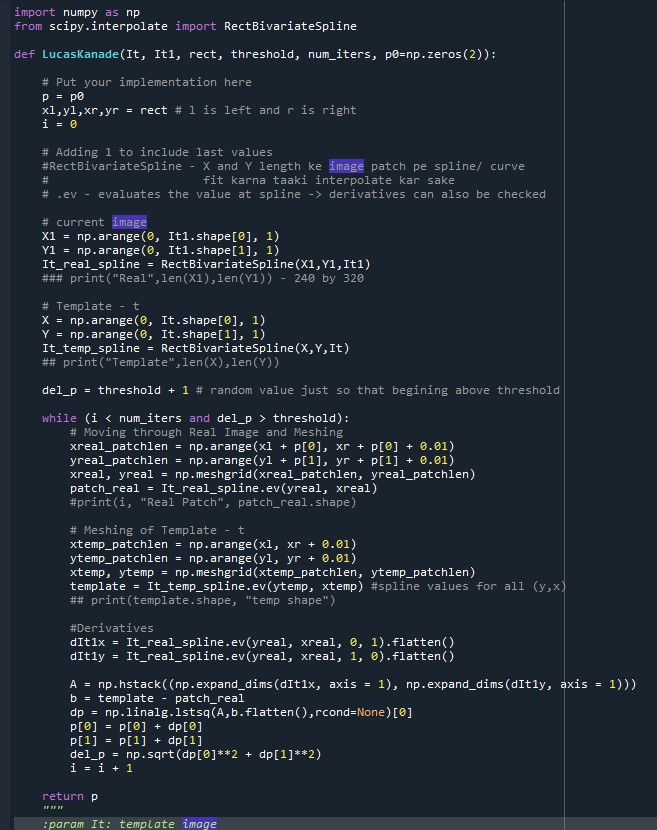 import numpy as np
from scipy.interpolate import RectBivariateSpline
def LucasKanade(It, It1, rect, threshold, num_iters, p0=np.zeros(2)):
# Put your implementation here
p = p0
xl,yl,xr,yr = rect # l is left and r is right
i = 0
# Adding 1 to include last values
#RectBivariateSpline - X and Y length ke image patch pe spline/ curve
# fit karna taaki interpolate kar sake
# .ev - evaluates the value at spline -> derivatives can also be checked
# current image
X1 = np.arange(0, It1.shape[0], 1)
Y1 = np.arange(0, It1.shape[1], 1)
It_real_spline = RectBivariateSpline(X1,Y1,It1)
### print("Real",len(X1),len(Y1)) - 240 by 320
# Template - t
X = np.arange(0, It.shape[0], 1)
Y = np.arange(0, It.shape[1], 1)
It_temp_spline = RectBivariateSpline(X,Y,It)
## print("Template",len(X),len(Y))
del_p = threshold + 1 # random value just so that begining above threshold
while (i < num_iters and del_p > threshold):
# Moving through Real Image and Meshing
xreal_patchlen = np.arange(xl + p[0], xr + p[0] + 0.01)
yreal_patchlen = np.arange(yl + p[1], yr + p[1] + 0.01)
xreal, yreal = np.meshgrid(xreal_patchlen, yreal_patchlen)
patch_real = It_real_spline.ev(yreal, xreal)
#print(i, "Real Patch", patch_real.shape)
# Meshing of Template - t
xtemp_patchlen = np.arange(xl, xr + 0.01)
ytemp_patchlen = np.arange(yl, yr + 0.01)
xtemp, ytemp = np.meshgrid(xtemp_patchlen, ytemp_patchlen)
template = It_temp_spline.ev(ytemp, xtemp) #spline values for all (y,x)
## print(template.shape, "temp shape")
#Derivatives
dIt1x = It_real_spline.ev(yreal, xreal, 0, 1).flatten()
dIt1y = It_real_spline.ev(yreal, xreal, 1, 0).flatten()
A = np.hstack((np.expand_dims(dIt1x, axis = 1), np.expand_dims(dIt1y, axis = 1)))
b = template - patch_real
dp = np.linalg.lstsq(A,b.flatten(),rcond=None)[0]
p[0] = p[0] + dp[0]
p[1] = p[1] + dp[1]
del_p = np.sqrt(dp[0]**2 + dp[1]**2)
i = i + 1
return p
"""
:param It: template image